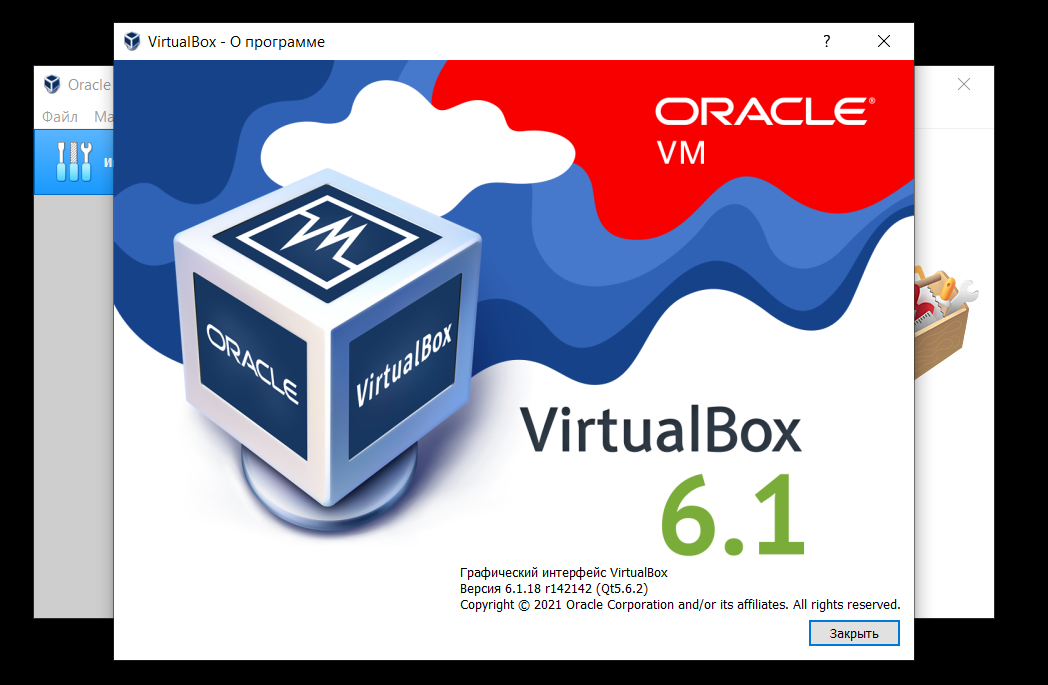 VirtualBox - О программе
?
Oracle
Файл
ORACLE®
VM
ORACLE
VirtualBox
VirtualBox
6.1
Графический интерфейс VirtualBox
Версия 6.1.18 r142142 (Qt5.6.2)
Copyright © 2021 Oracle Corporation and/or its affiliates. All rights reserved.
Закрыть